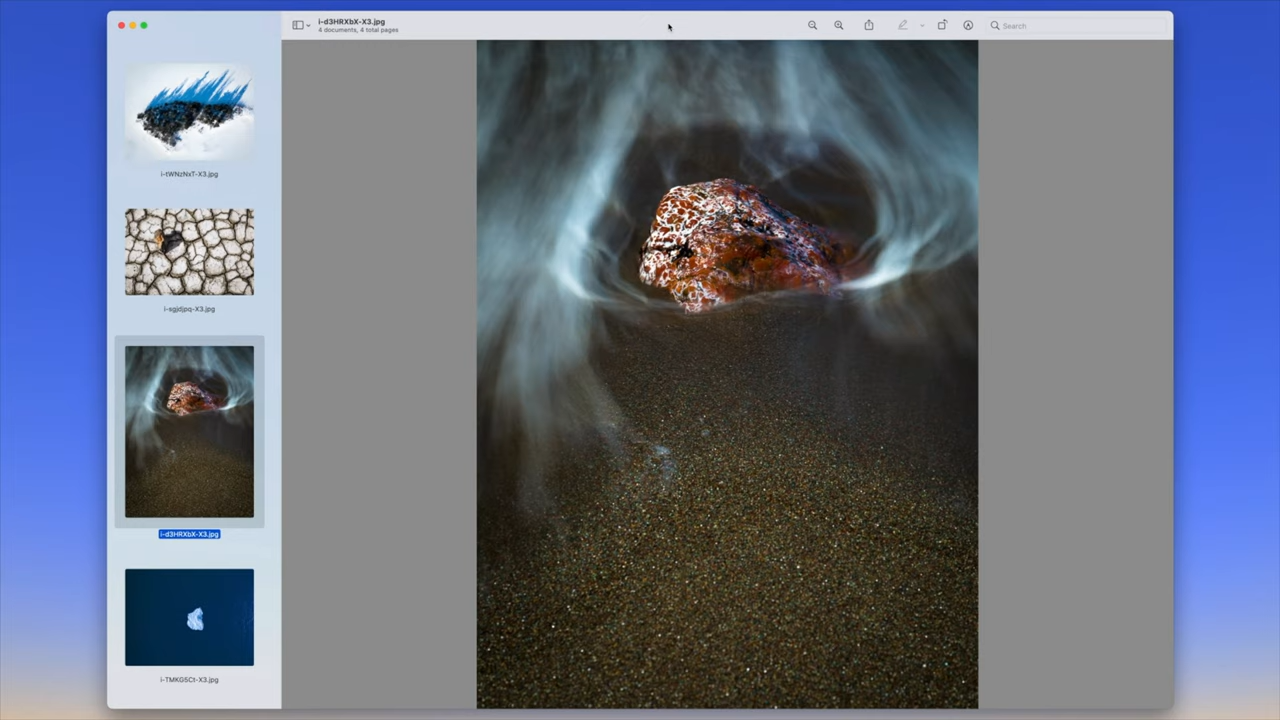 i-d3HRXbX-X3.jpg
4 documents, 4 total pages
Search
i-tWNzNxT-X3.jpg
i-sgjdjpq-X3.jpg
i-d3HRXbX-X3.jpg
i-TMKG5Ct-X3.jpg